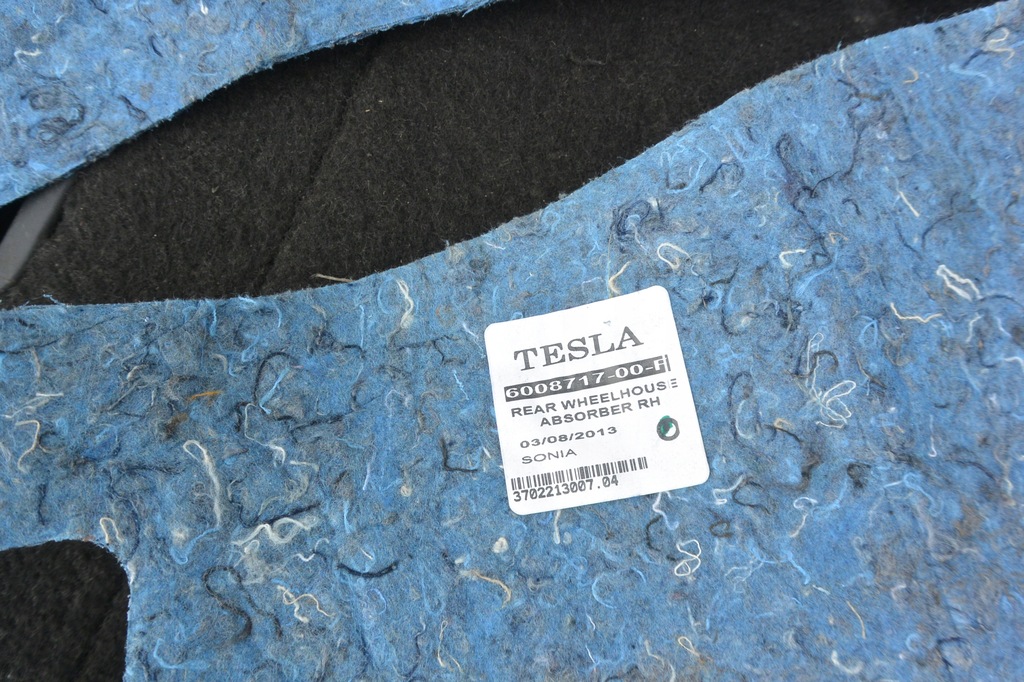 TESLA
6008717-00-F
REAR WHEELHOUSE
ABSORBER RH
03/08/2013
SONIA
3702213007.04